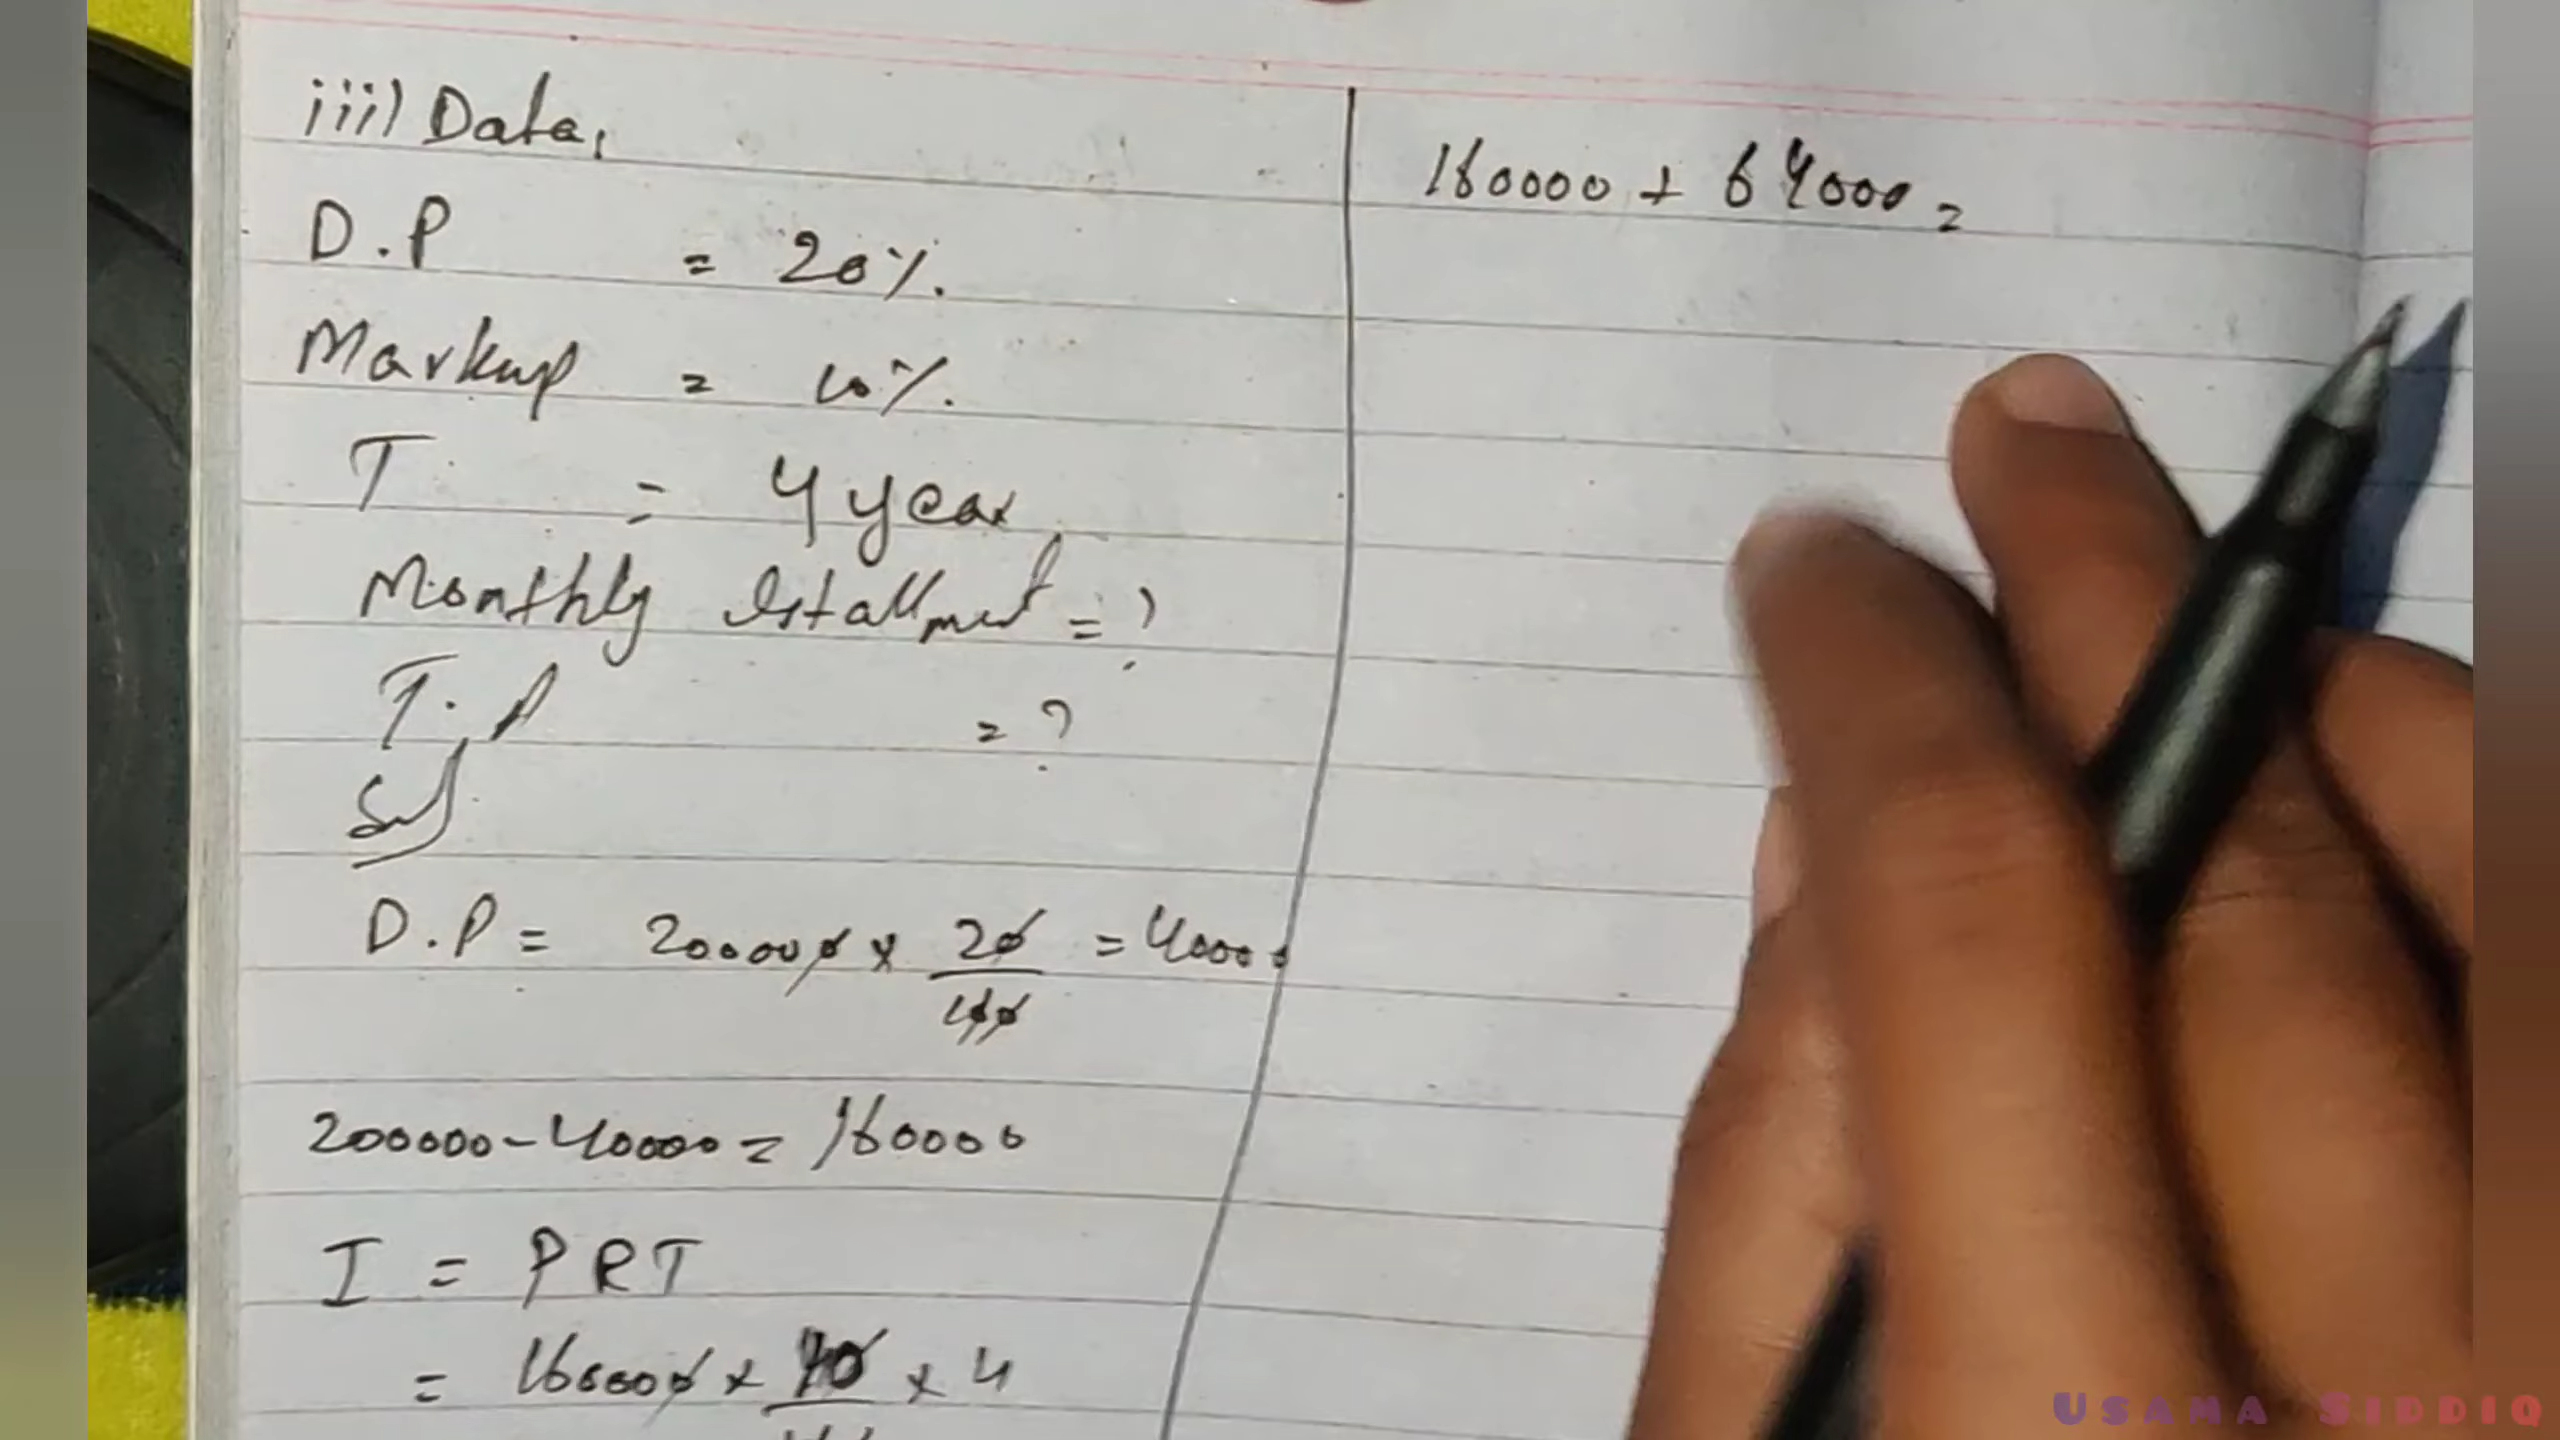 iii) Data,
D.P = 20%.
Markup = 10%.
T = 4 year
Monthly Istallment = ?
T.P = ?
Sol
D.P = 200000 x 20/100 = 40000
200000 - 40000 = 160000
I = PRT
= 160000 x 10/100 x 4
160000 + 64000 =
USAMA SIDDIQ